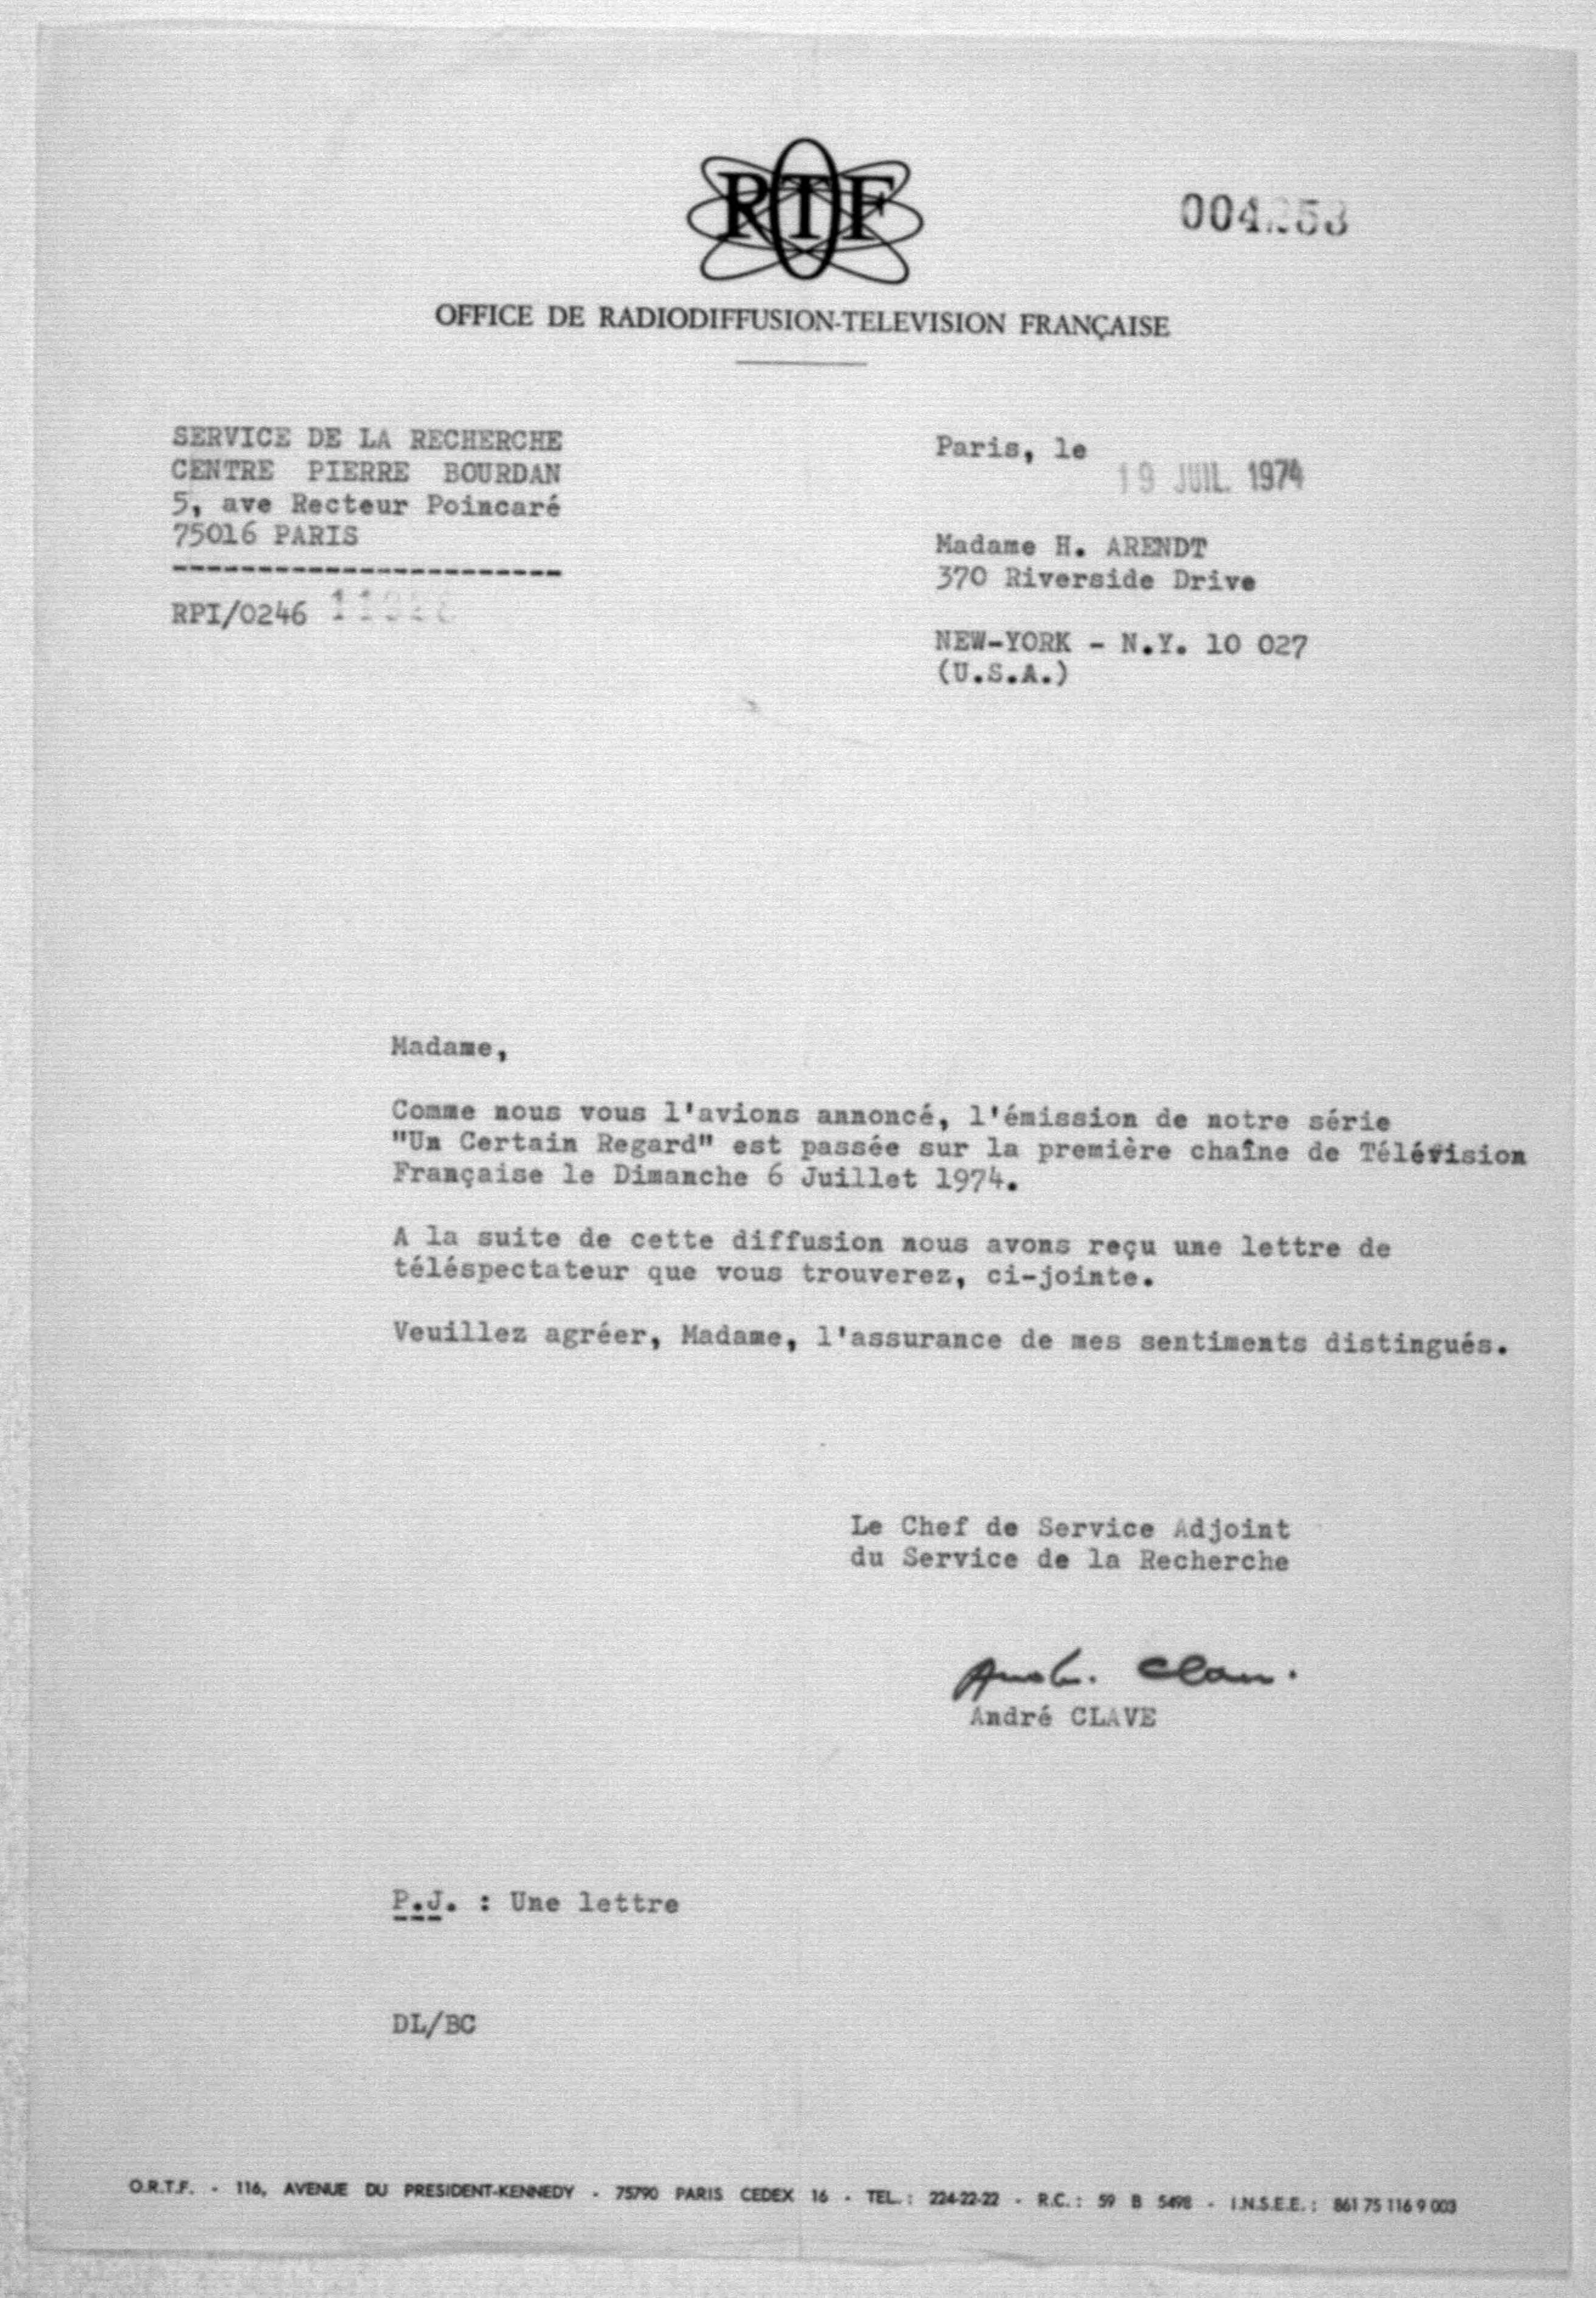 ORTF
OFFICE DE RADIODIFFUSION-TELEVISION FRANÇAISE
SERVICE DE LA RECHERCHE
CENTRE PIERRE BOURDAN
5, ave Recteur Poincaré
75016 PARIS
RPI/0246
Paris, le
19 JUIL. 1974
Madame H. ARENDT
370 Riverside Drive
NEW-YORK - N.Y. 10 027
(U.S.A.)
Madame,
Comme nous vous l'avions annoncé, l'émission de notre série
"Un Certain Regard" est passée sur la première chaîne de Télévision
Française le Dimanche 6 Juillet 1974.
A la suite de cette diffusion nous avons reçu une lettre de
téléspectateur que vous trouverez, ci-jointe.
Veuillez agréer, Madame, l'assurance de mes sentiments distingués.
Le Chef de Service Adjoint
du Service de la Recherche
André Clavé.
André CLAVE
P.J. : Une lettre
DL/BC
O.R.T.F. - 116, AVENUE DU PRESIDENT-KENNEDY - 75790 PARIS CEDEX 16 - TEL. : 224-22-22 - R.C. : 59 B 5498 - I.N.S.E.E. : 861 75 116 9 003